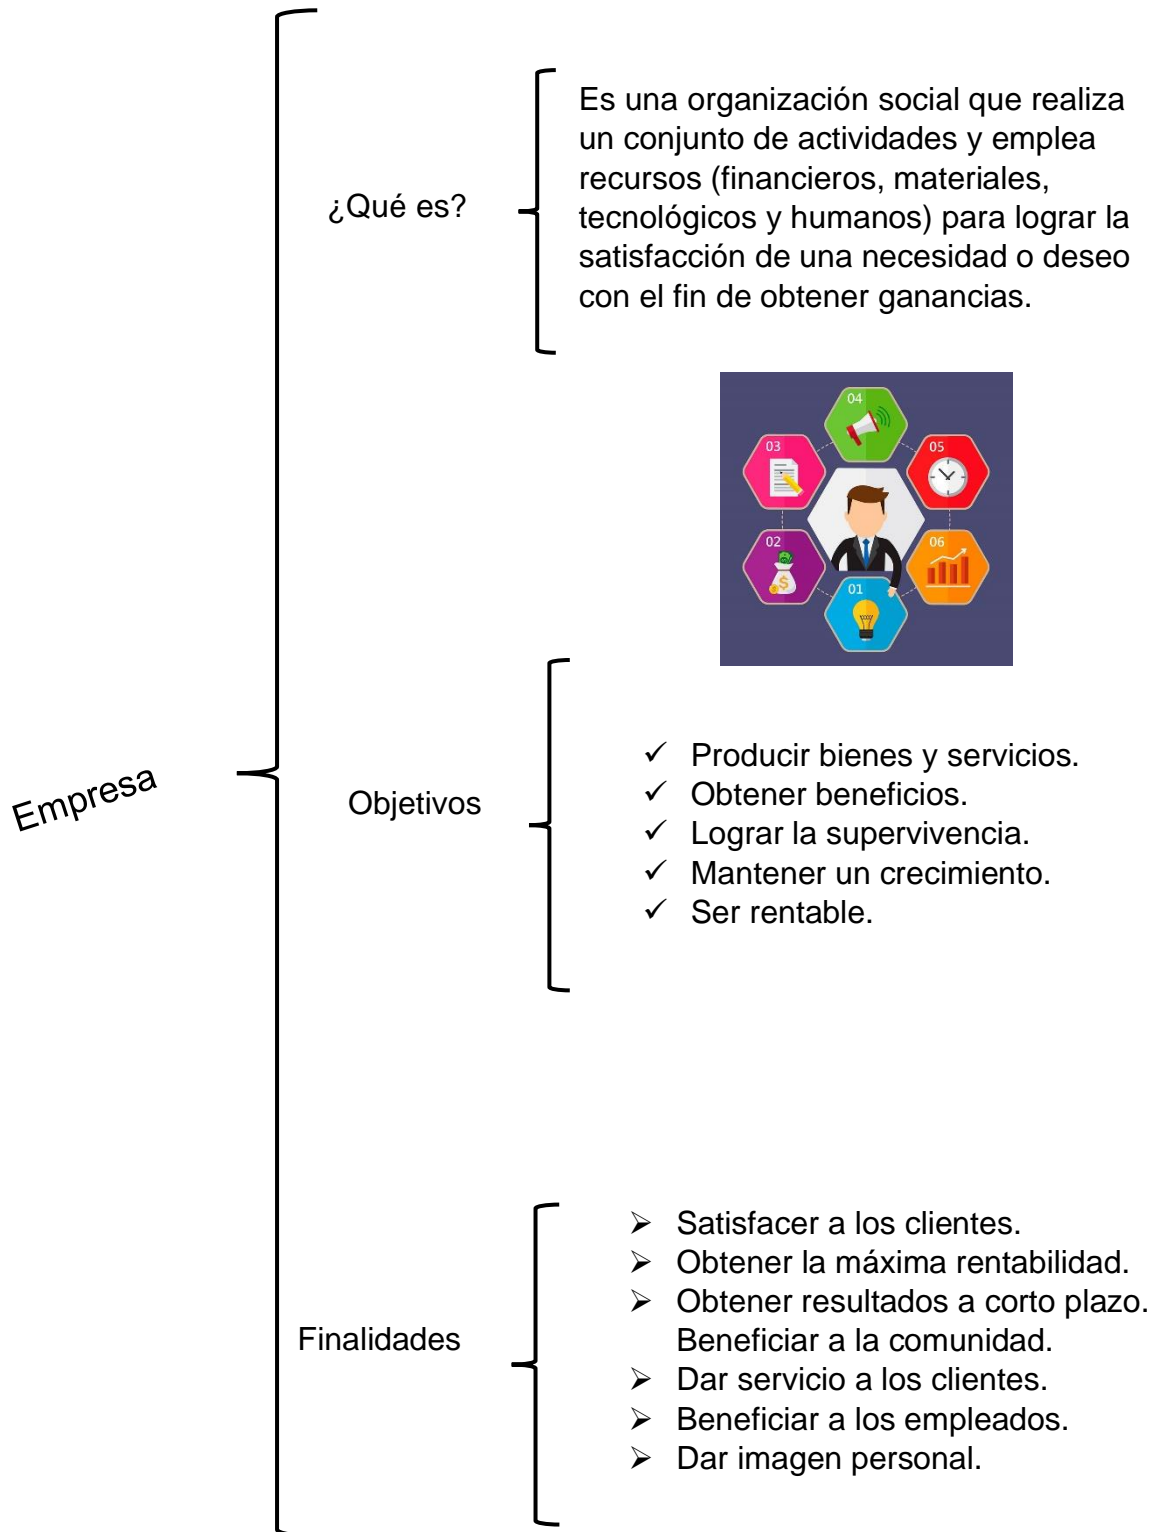 Es una organización social que realiza
un conjunto de actividades y emplea
recursos (financieros, materiales,
tecnológicos y humanos) para lograr la
satisfacción de una necesidad o deseo
con el fin de obtener ganancias.
¿Qué es?
04
03
05
02
06
$
01
Empresa
Objetivos
Producir bienes y servicios.
Obtener beneficios.
Lograr la supervivencia.
Mantener un crecimiento.
Ser rentable.
Finalidades
Satisfacer a los clientes.
Obtener la máxima rentabilidad.
Obtener resultados a corto plazo.
Beneficiar a la comunidad.
Dar servicio a los clientes.
Beneficiar a los empleados.
Dar imagen personal.